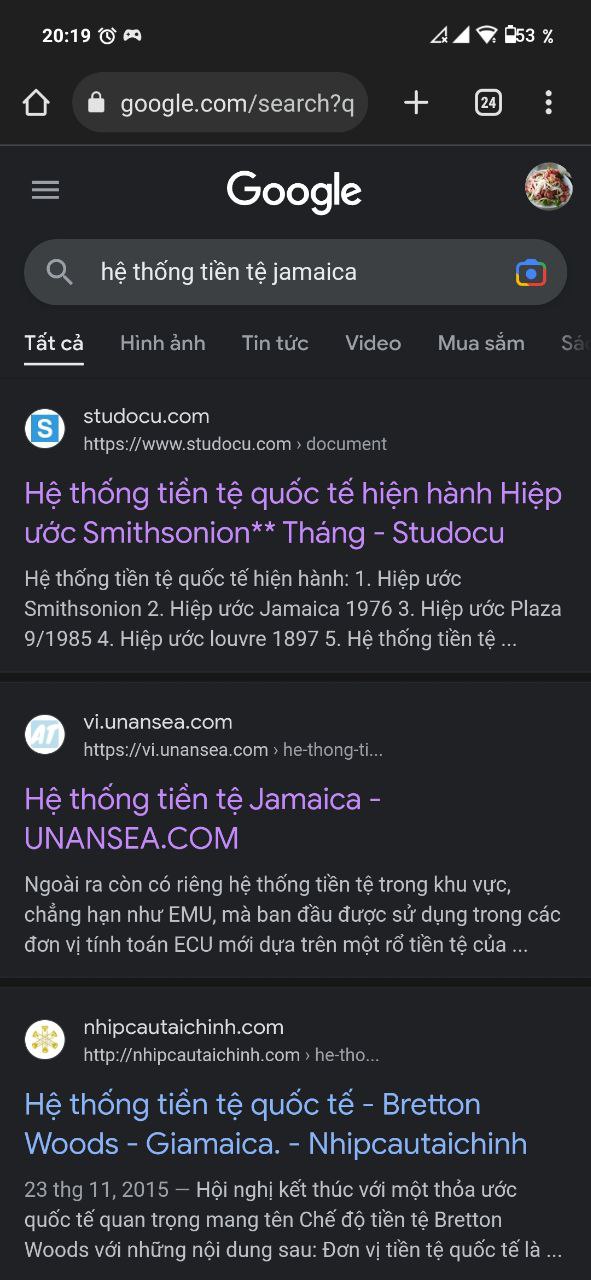 20:19 53 %
google.com/search?q 24
Google
hệ thống tiền tệ jamaica
Tất cả Hình ảnh Tin tức Video Mua sắm Sác
S studocu.com
https://www.studocu.com › document
Hệ thống tiền tệ quốc tế hiện hành Hiệp
ước Smithsonion** Tháng - Studocu
Hệ thống tiền tệ quốc tế hiện hành: 1. Hiệp ước
Smithsonion 2. Hiệp ước Jamaica 1976 3. Hiệp ước Plaza
9/1985 4. Hiệp ước louvre 1897 5. Hệ thống tiền tệ ...
AT vi.unansea.com
https://vi.unansea.com › he-thong-ti...
Hệ thống tiền tệ Jamaica -
UNANSEA.COM
Ngoài ra còn có riêng hệ thống tiền tệ trong khu vực,
chẳng hạn như EMU, mà ban đầu được sử dụng trong các
đơn vị tính toán ECU mới dựa trên một rổ tiền tệ của ...
nhipcautaichinh.com
http://nhipcautaichinh.com › he-tho...
Hệ thống tiền tệ quốc tế - Bretton
Woods - Giamaica. - Nhipcautaichinh
23 thg 11, 2015 — Hội nghị kết thúc với một thỏa ước
quốc tế quan trọng mang tên Chế độ tiền tệ Bretton
Woods với những nội dung sau: Đơn vị tiền tệ quốc tế là ...